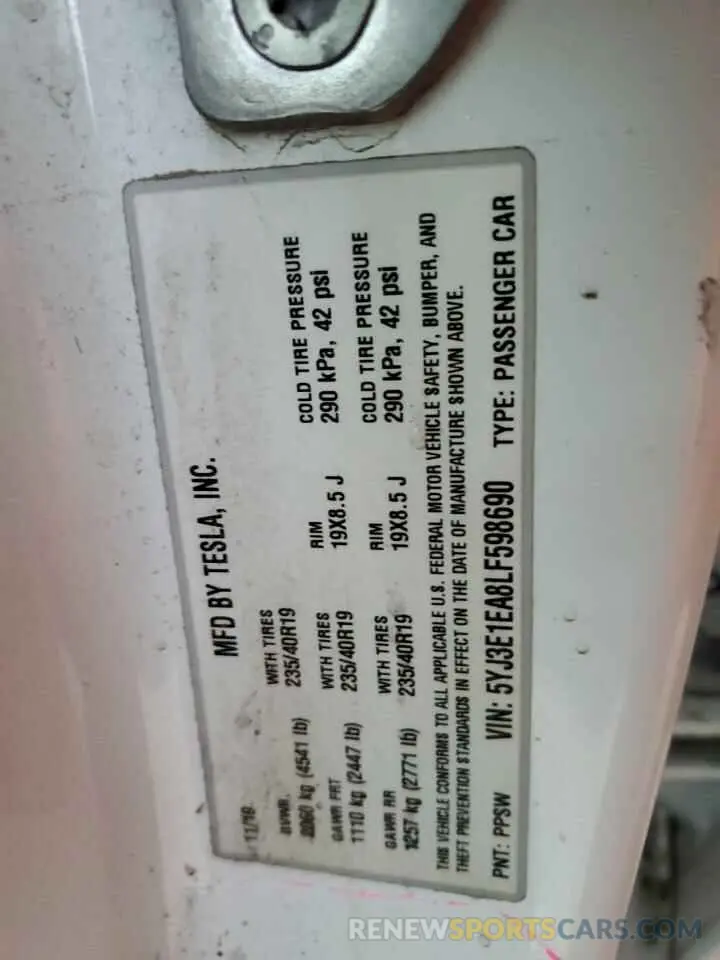 MFD BY TESLA, INC.
11/19
GVWR
2060 kg (4541 lb)
WITH TIRES
235/40R19
COLD TIRE PRESSURE
290 kPa, 42 psi
RIM
19X8.5 J
GAWR FRT
1110 kg (2447 lb)
WITH TIRES
235/40R19
RIM
19X8.5 J
COLD TIRE PRESSURE
290 kPa, 42 psi
GAWR RR
1257 kg (2771 lb)
WITH TIRES
235/40R19
THIS VEHICLE CONFORMS TO ALL APPLICABLE U.S. FEDERAL MOTOR VEHICLE SAFETY, BUMPER, AND
THEFT PREVENTION STANDARDS IN EFFECT ON THE DATE OF MANUFACTURE SHOWN ABOVE.
PNT: PPSW VIN: 5YJ3E1EA8LF598690 TYPE: PASSENGER CAR
RENEWSPORTSCARS.COM